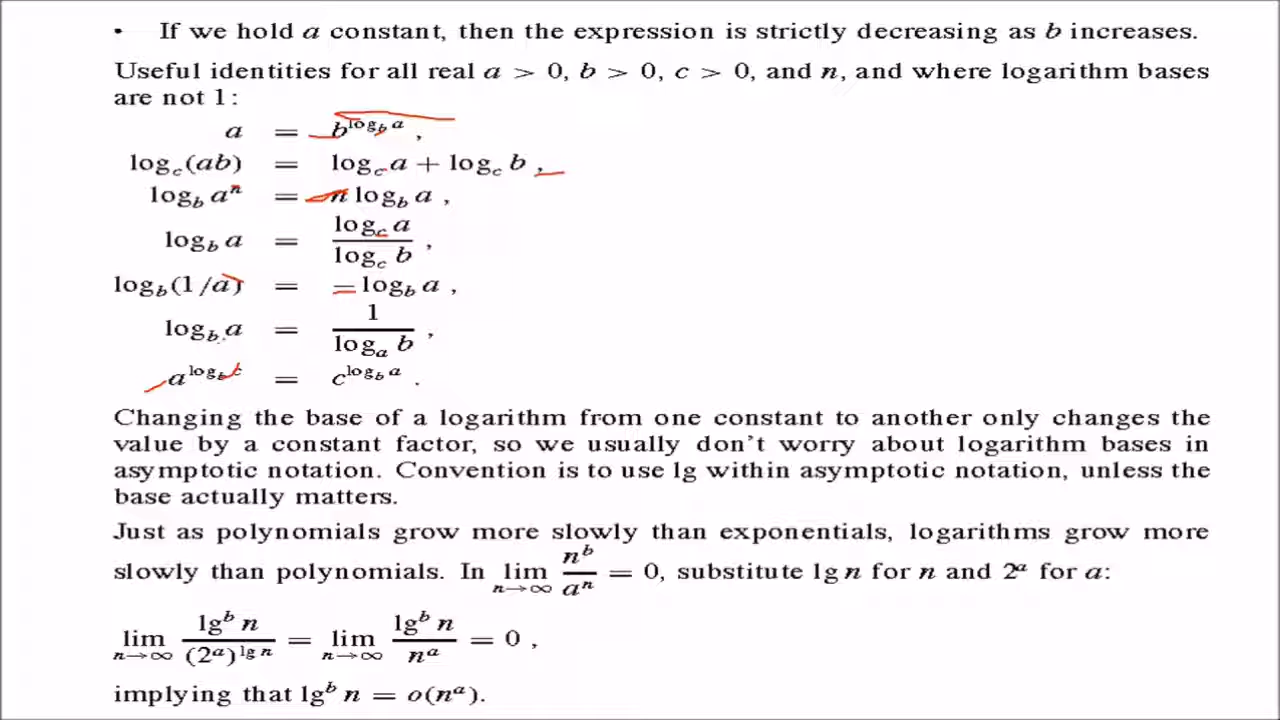 • If we hold a constant, then the expression is strictly decreasing as b increases.
Useful identities for all real a > 0, b > 0, c > 0, and n, and where logarithm bases
are not 1:
a = b^{log_b a} ,
log_c(ab) = log_c a + log_c b ,
log_b a^n = n log_b a ,
log_b a = \frac{log_c a}{log_c b} ,
log_b(1/a) = −log_b a ,
log_b a = \frac{1}{log_a b} ,
a^{log_b c} = c^{log_b a} .
Changing the base of a logarithm from one constant to another only changes the
value by a constant factor, so we usually don't worry about logarithm bases in
asymptotic notation. Convention is to use lg within asymptotic notation, unless the
base actually matters.
Just as polynomials grow more slowly than exponentials, logarithms grow more
slowly than polynomials. In lim_{n→∞} \frac{n^b}{a^n} = 0, substitute lg n for n and 2^a for a:
lim_{n→∞} \frac{lg^b n}{(2^a)^{lg n}} = lim_{n→∞} \frac{lg^b n}{n^a} = 0 ,
implying that lg^b n = o(n^a).